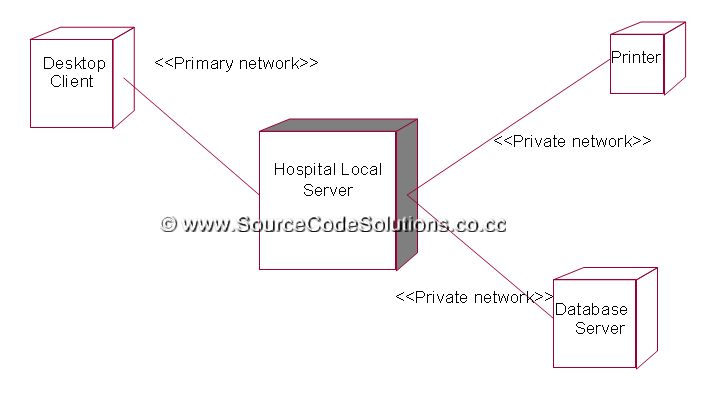 Desktop
Client
<<Primary network>>
Printer
<<Private network>>
Hospital Local
Server
© www.SourceCodeSolutions.co.cc
<<Private network>>
Database
Server